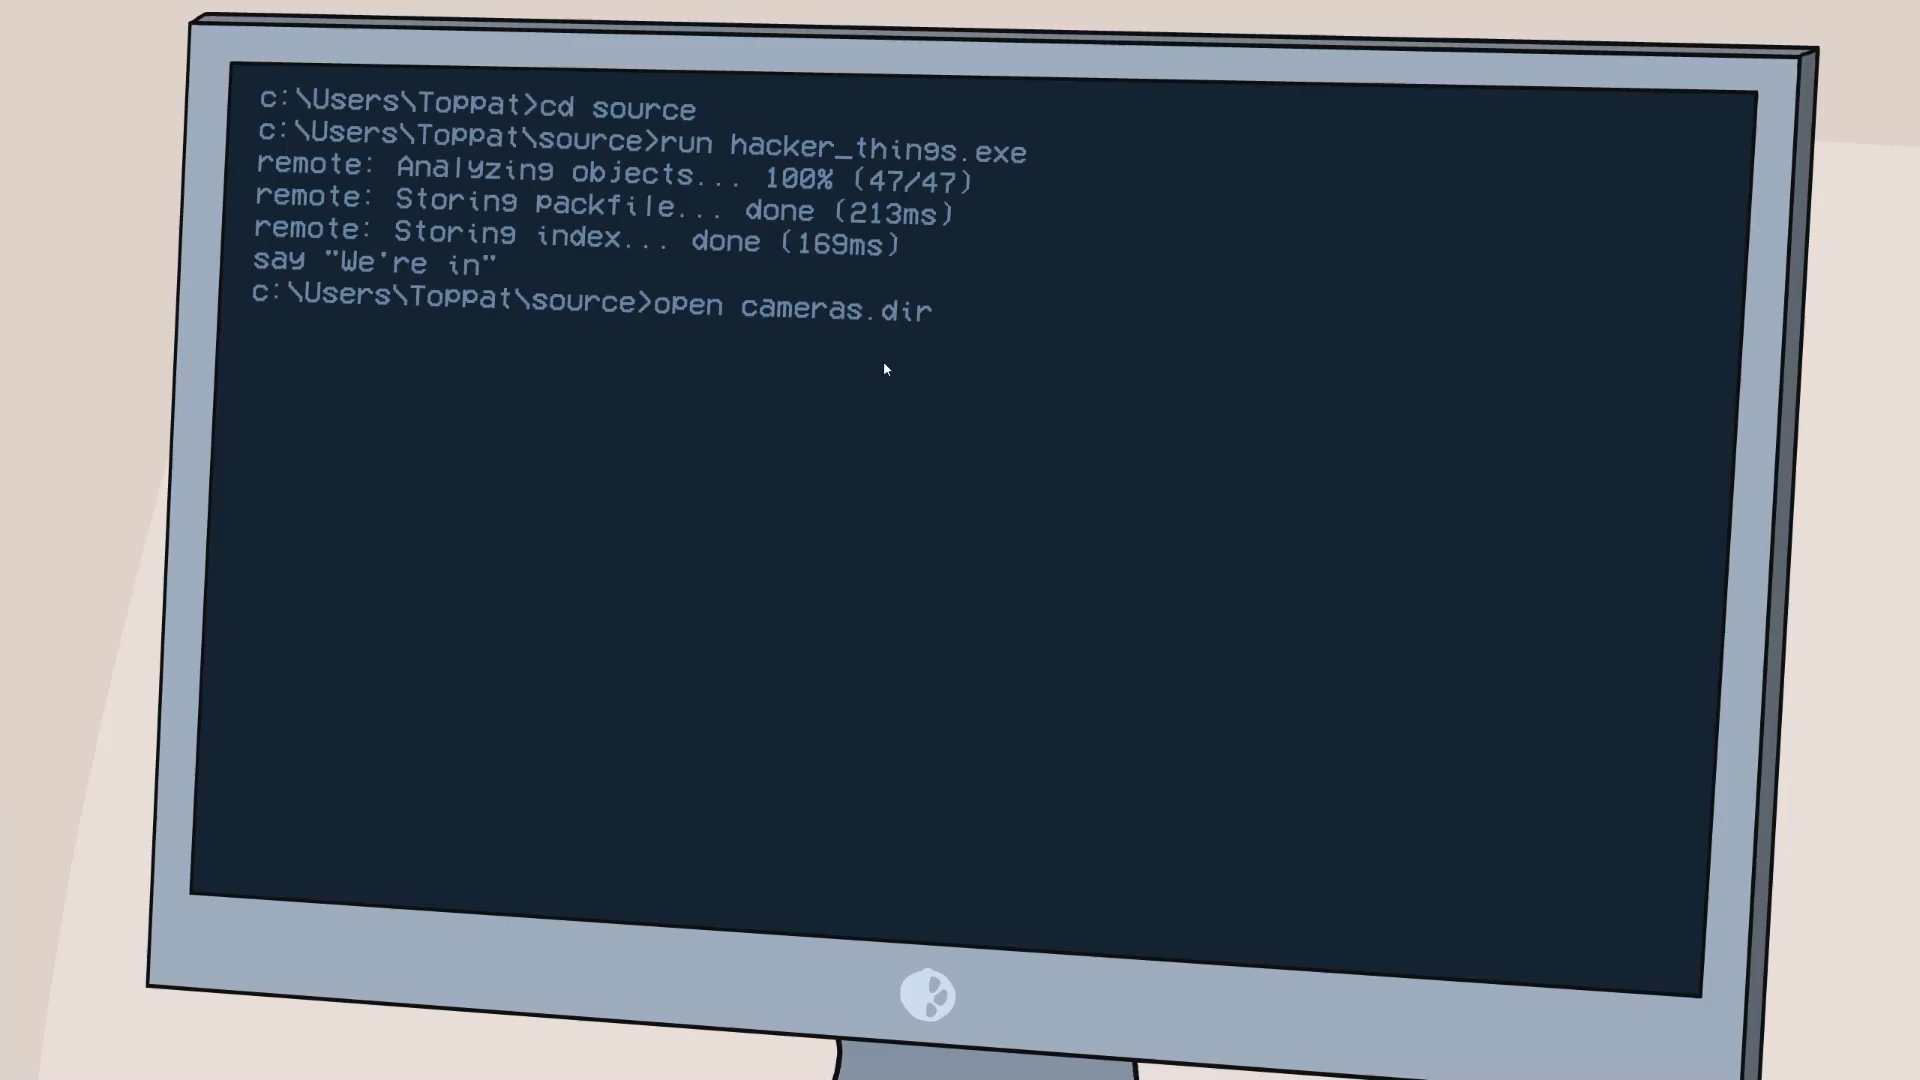 c:\Users\Toppat>cd source
c:\Users\Toppat\source>run hacker_things.exe
remote: Analyzing objects... 100% (47/47)
remote: Storing packfile... done (213ms)
remote: Storing index... done (169ms)
say "We're in"
c:\Users\Toppat\source>open cameras.dir